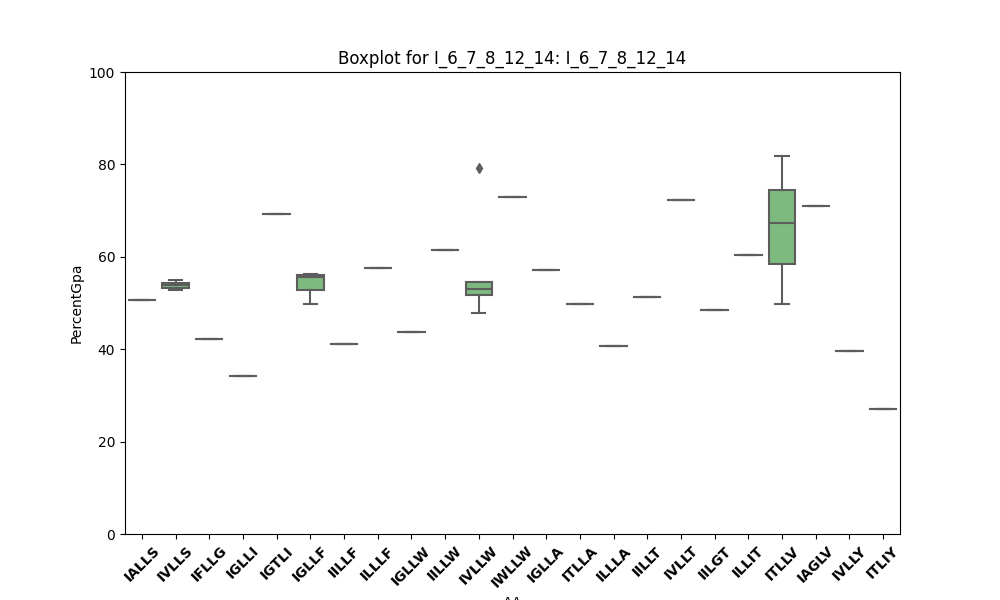 Boxplot for I_6_7_8_12_14: I_6_7_8_12_14
100
80
60
40
20
0
PercentGpa
IALLS
IVLLS
IFLLG
IGLLI
IGTLI
IGLLF
IILLF
ILLLF
IGLLW
IILLW
IVLLW
IWLLW
IGLLA
ITLLA
ILLLA
IILLT
IVLLT
IILGT
ILLIT
ITLLV
IAGLV
IVLLY
ITLIY